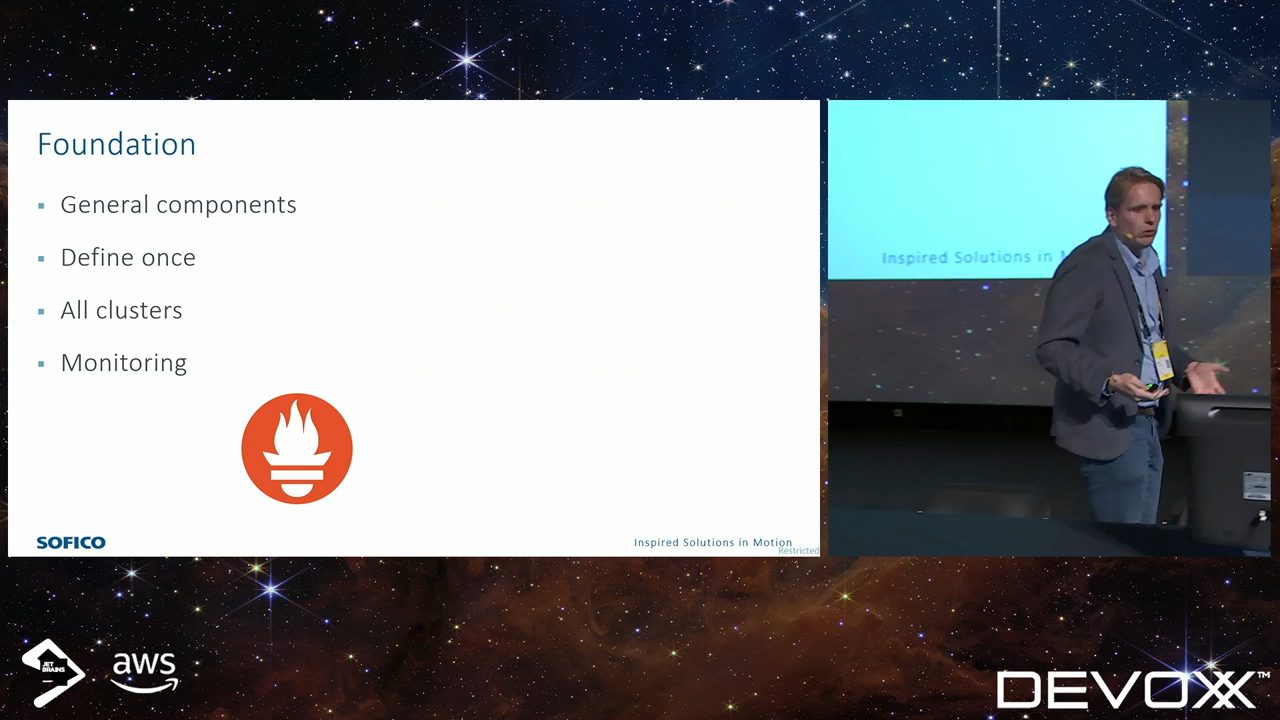 Foundation
General components
Define once
All clusters
Monitoring
SOFICO
Inspired Solutions in Motion
Restricted
Inspired Solutions in
JET
BRAINS
aws
DEVOXX™